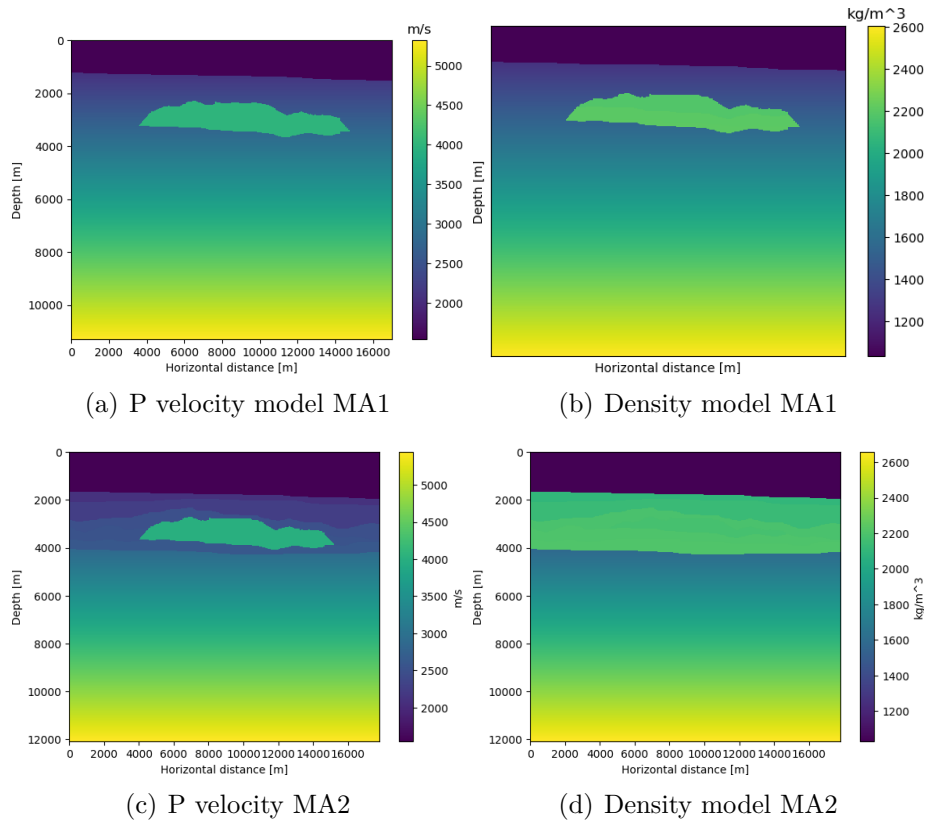 m/s
0
2000
4000
6000
8000
10000
Depth [m]
0 2000 4000 6000 8000 10000 12000 14000 16000
Horizontal distance [m]
5000
4500
4000
3500
3000
2500
2000
(a) P velocity model MA1
kg/m^3
Depth [m]
Horizontal distance [m]
2600
2400
2200
2000
1800
1600
1400
1200
(b) Density model MA1
0
2000
4000
6000
8000
10000
12000
Depth [m]
0 2000 4000 6000 8000 10000 12000 14000 16000
Horizontal distance [m]
5000
4500
4000
3500
3000
2500
2000
m/s
(c) P velocity MA2
0
2000
4000
6000
8000
10000
12000
Depth [m]
0 2000 4000 6000 8000 10000 12000 14000 16000
Horizontal distance [m]
2600
2400
2200
2000
1800
1600
1400
1200
kg/m^3
(d) Density model MA2